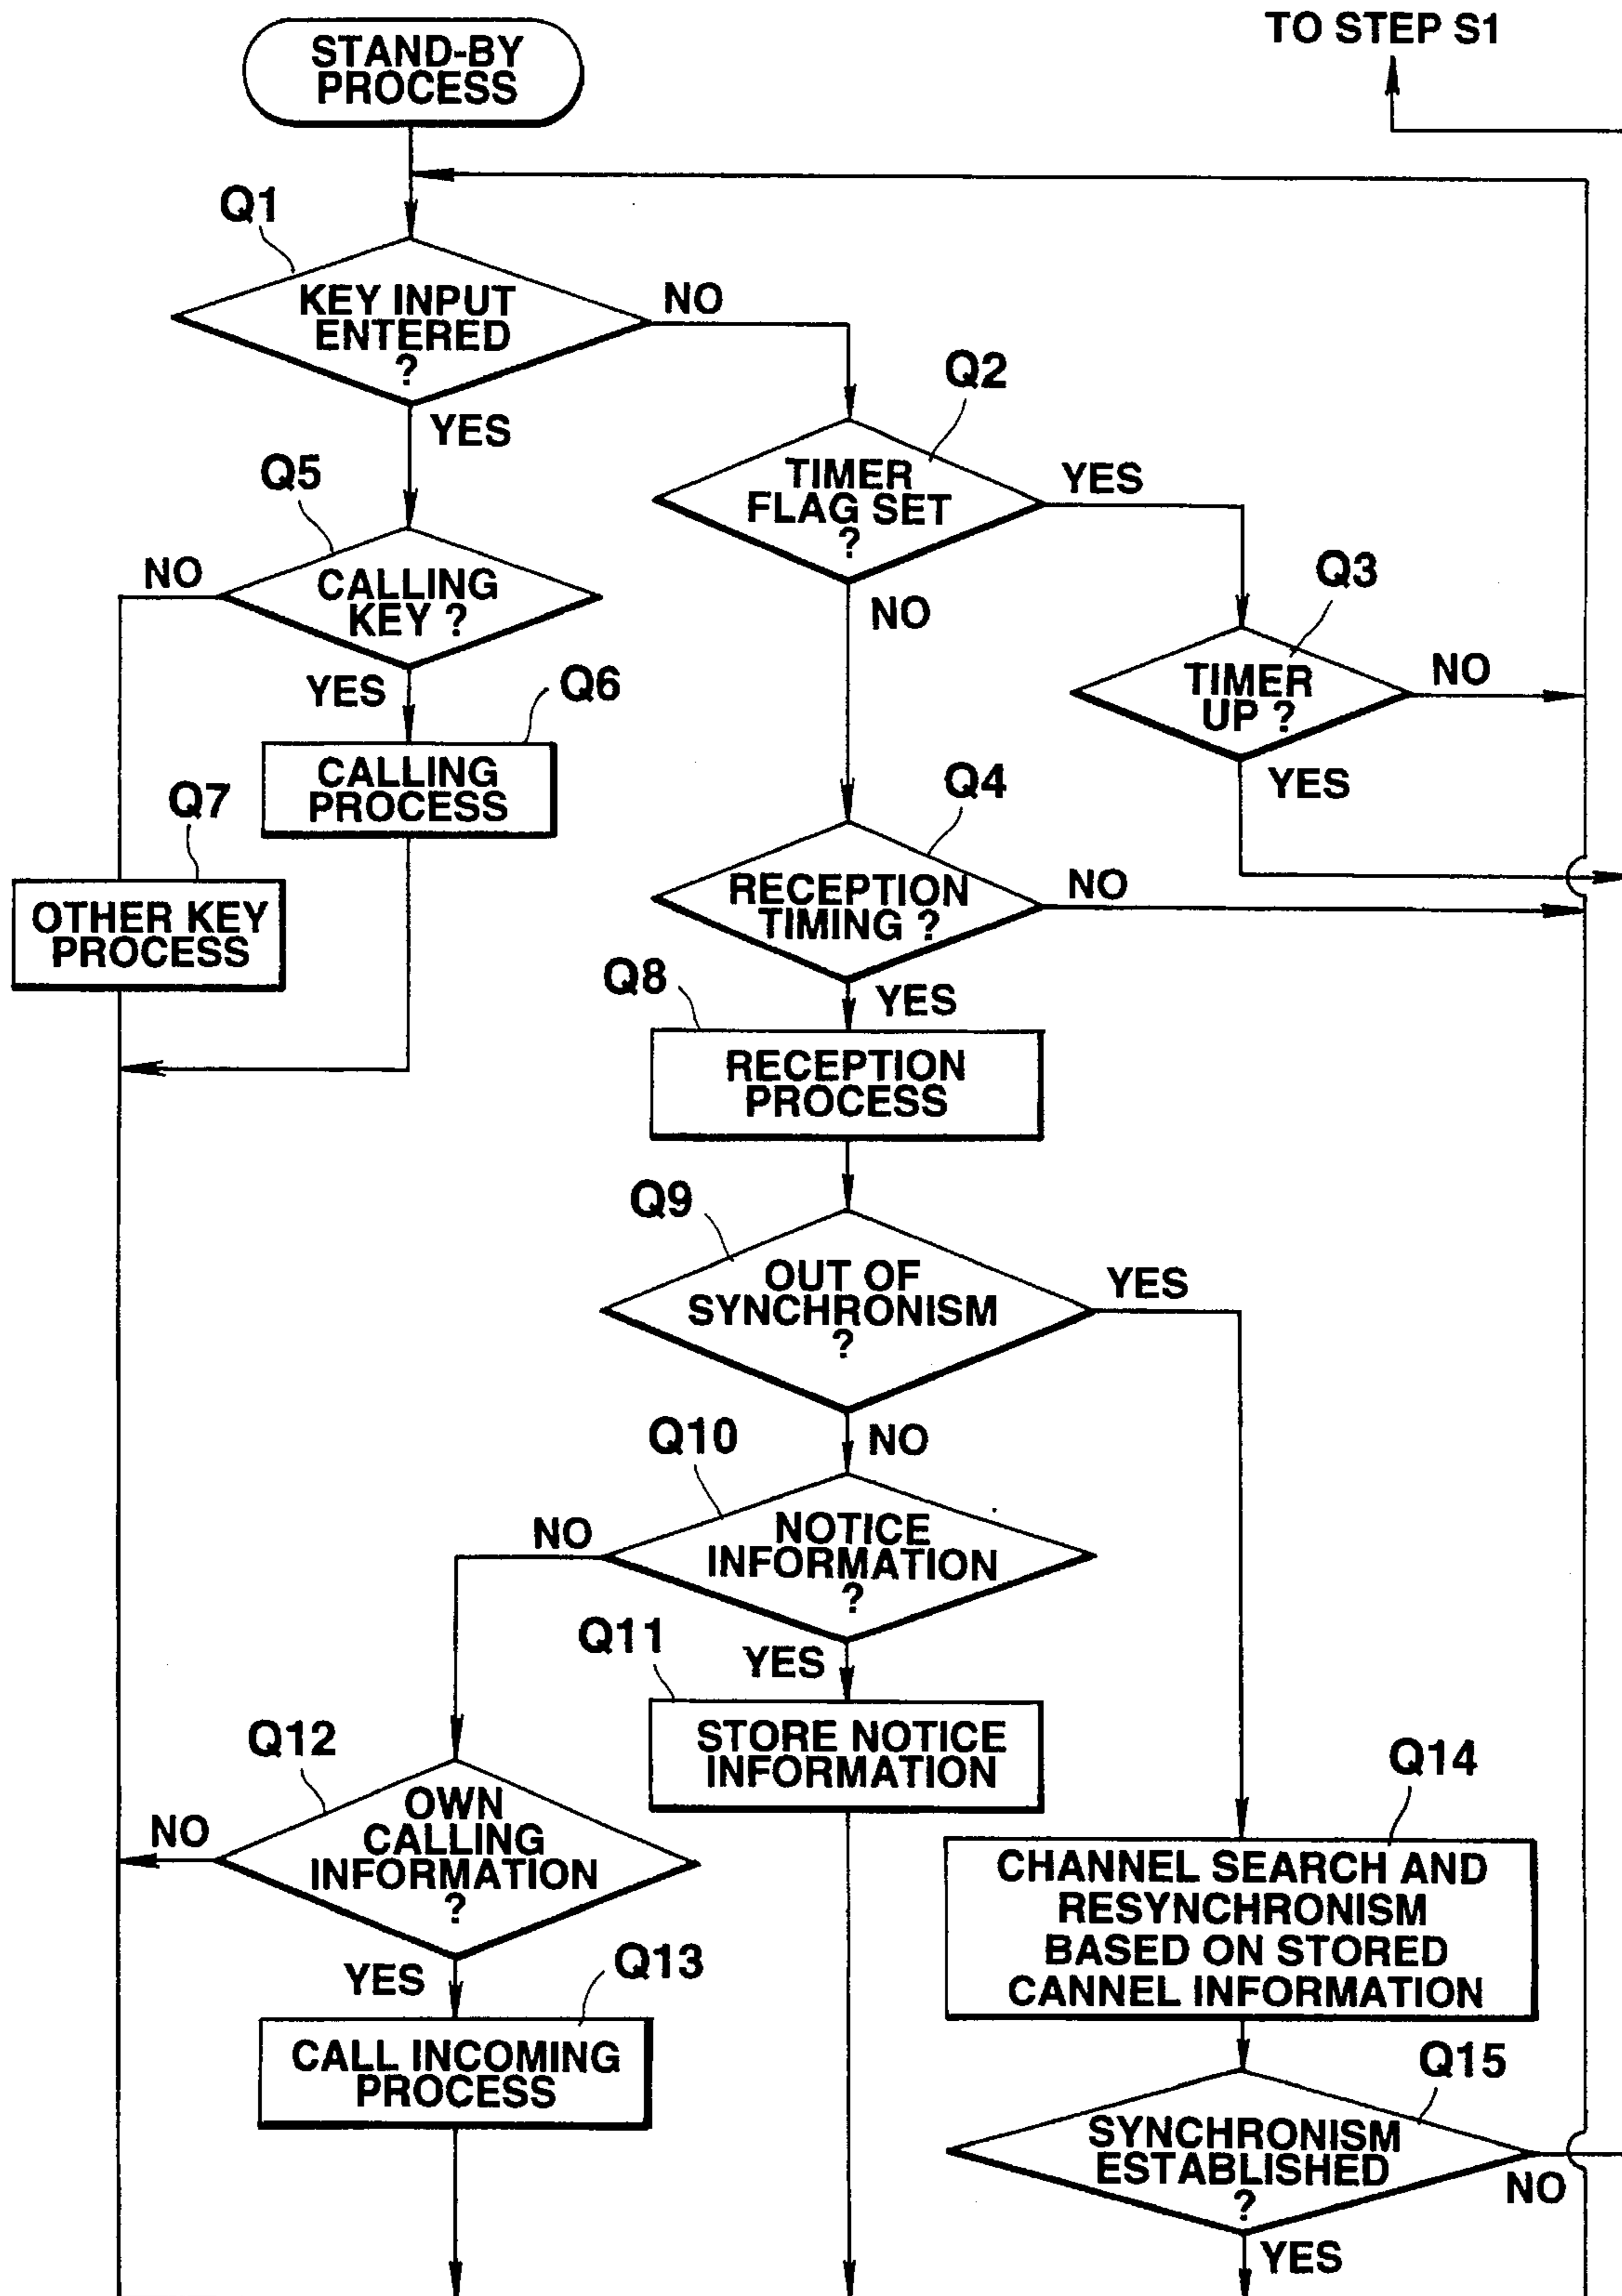 TO STEP S1
STAND-BY
PROCESS
Q1
KEY INPUT
ENTERED
?
NO
YES
Q2
TIMER
FLAG SET
?
YES
NO
Q3
TIMER
UP ?
NO
YES
Q5
NO
CALLING
KEY ?
YES
Q6
CALLING
PROCESS
Q7
OTHER KEY
PROCESS
Q4
RECEPTION
TIMING ?
NO
YES
Q8
RECEPTION
PROCESS
Q9
OUT OF
SYNCHRONISM
?
YES
NO
Q10
NOTICE
INFORMATION
?
NO
YES
Q11
STORE NOTICE
INFORMATION
Q12
OWN
CALLING
INFORMATION
?
NO
YES
Q13
CALL INCOMING
PROCESS
Q14
CHANNEL SEARCH AND
RESYNCHRONISM
BASED ON STORED
CANNEL INFORMATION
Q15
SYNCHRONISM
ESTABLISHED
?
NO
YES